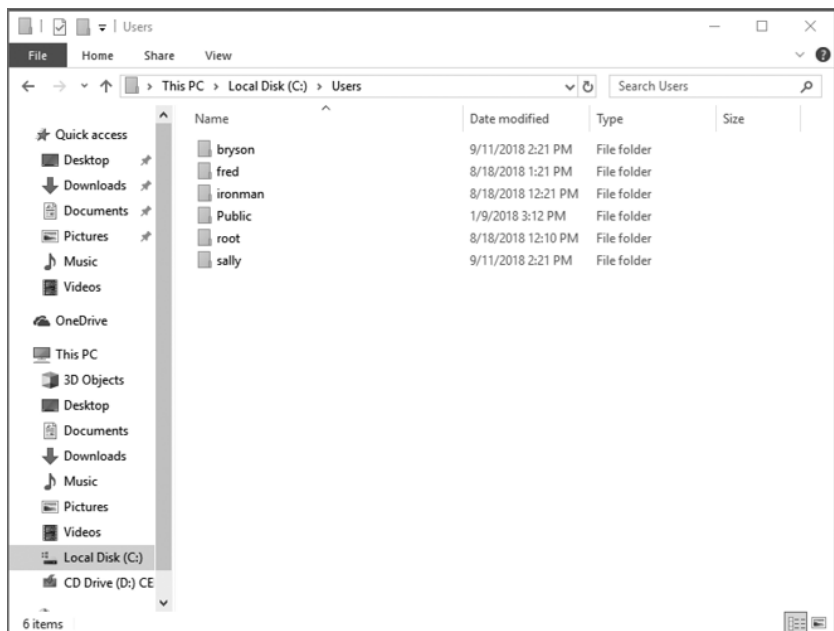 Users
File Home Share View
This PC > Local Disk (C:) > Users Search Users
Name Date modified Type Size
bryson 9/11/2018 2:21 PM File folder
fred 8/18/2018 1:21 PM File folder
ironman 8/18/2018 12:21 PM File folder
Public 1/9/2018 3:12 PM File folder
root 8/18/2018 12:10 PM File folder
sally 9/11/2018 2:21 PM File folder
Quick access
Desktop
Downloads
Documents
Pictures
Music
Videos
OneDrive
This PC
3D Objects
Desktop
Documents
Downloads
Music
Pictures
Videos
Local Disk (C:)
CD Drive (D:) CE
6 items